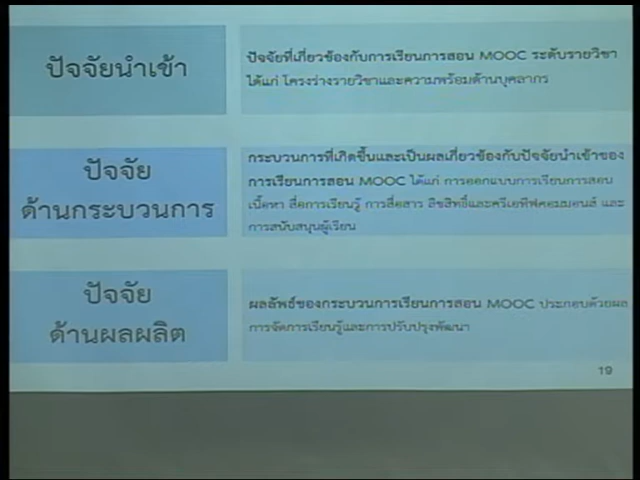 ปัจจัยนำเข้า
ปัจจัยที่เกี่ยวข้องกับการเรียนการสอน MOOC ระดับรายวิชา
ได้แก่ โครงร่างรายวิชาและความพร้อมด้านบุคลากร
ปัจจัย
ด้านกระบวนการ
กระบวนการที่เกิดขึ้นและเป็นผลเกี่ยวข้องกับปัจจัยนำเข้าของ
การเรียนการสอน MOOC ได้แก่ การออกแบบการเรียนการสอน
เนื้อหา สื่อการเรียนรู้ การสื่อสาร ลิขสิทธิ์และครีเอทีฟคอมมอนส์ และ
การสนับสนุนผู้เรียน
ปัจจัย
ด้านผลผลิต
ผลลัพธ์ของกระบวนการเรียนการสอน MOOC ประกอบด้วยผล
การจัดการเรียนรู้และการปรับปรุงพัฒนา
19